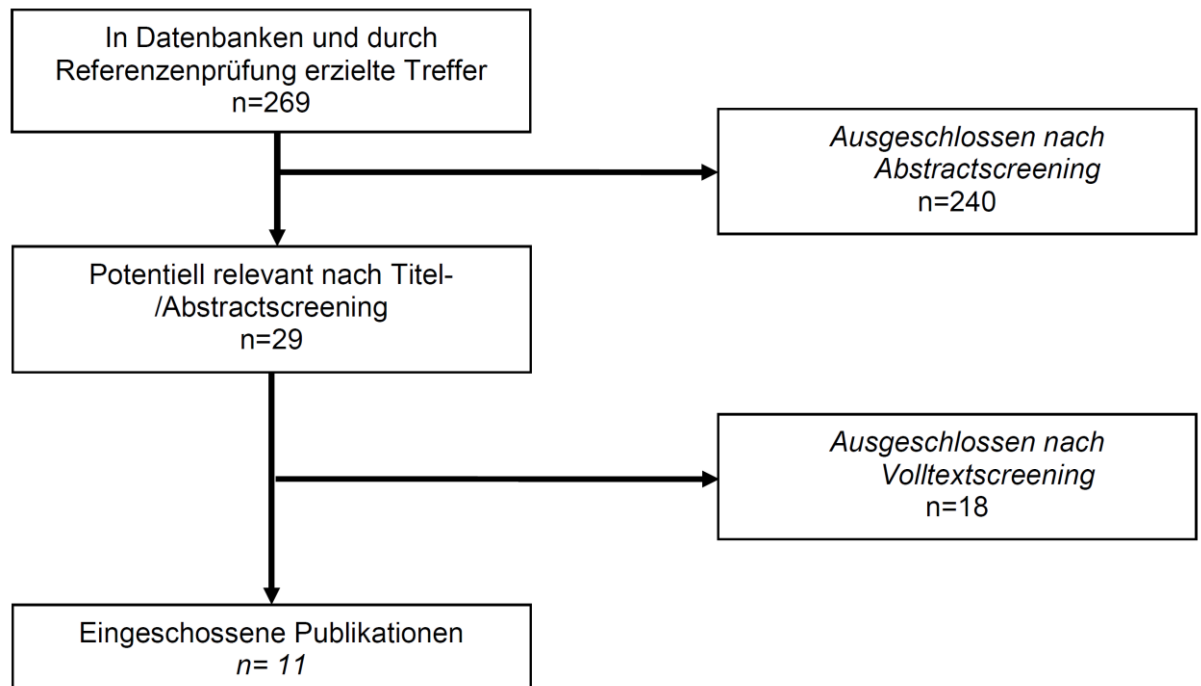 In Datenbanken und durch
Referenzenprüfung erzielte Treffer
n=269
Ausgeschlossen nach
Abstractscreening
n=240
Potentiell relevant nach Titel-
/Abstractscreening
n=29
Ausgeschlossen nach
Volltextscreening
n=18
Eingeschossene Publikationen
n= 11